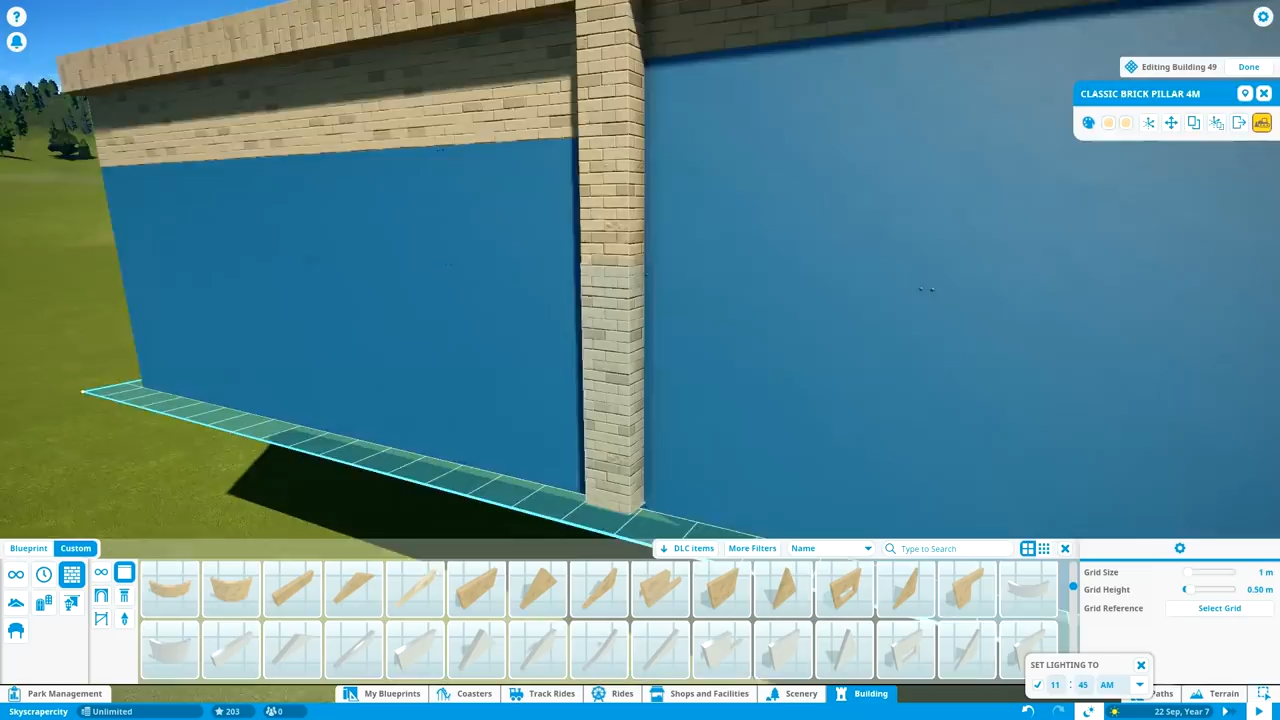 ?
Editing Building 49 Done
CLASSIC BRICK PILLAR 4M
Blueprint Custom
DLC items More Filters Name Type to Search
Grid Size 1 m
Grid Height 0.50 m
Grid Reference Select Grid
SET LIGHTING TO
11 : 45 AM
Park Management My Blueprints Coasters Track Rides Rides Shops and Facilities Scenery Building Paths Terrain
Skyscrapercity Unlimited 203 0 22 Sep, Year 7